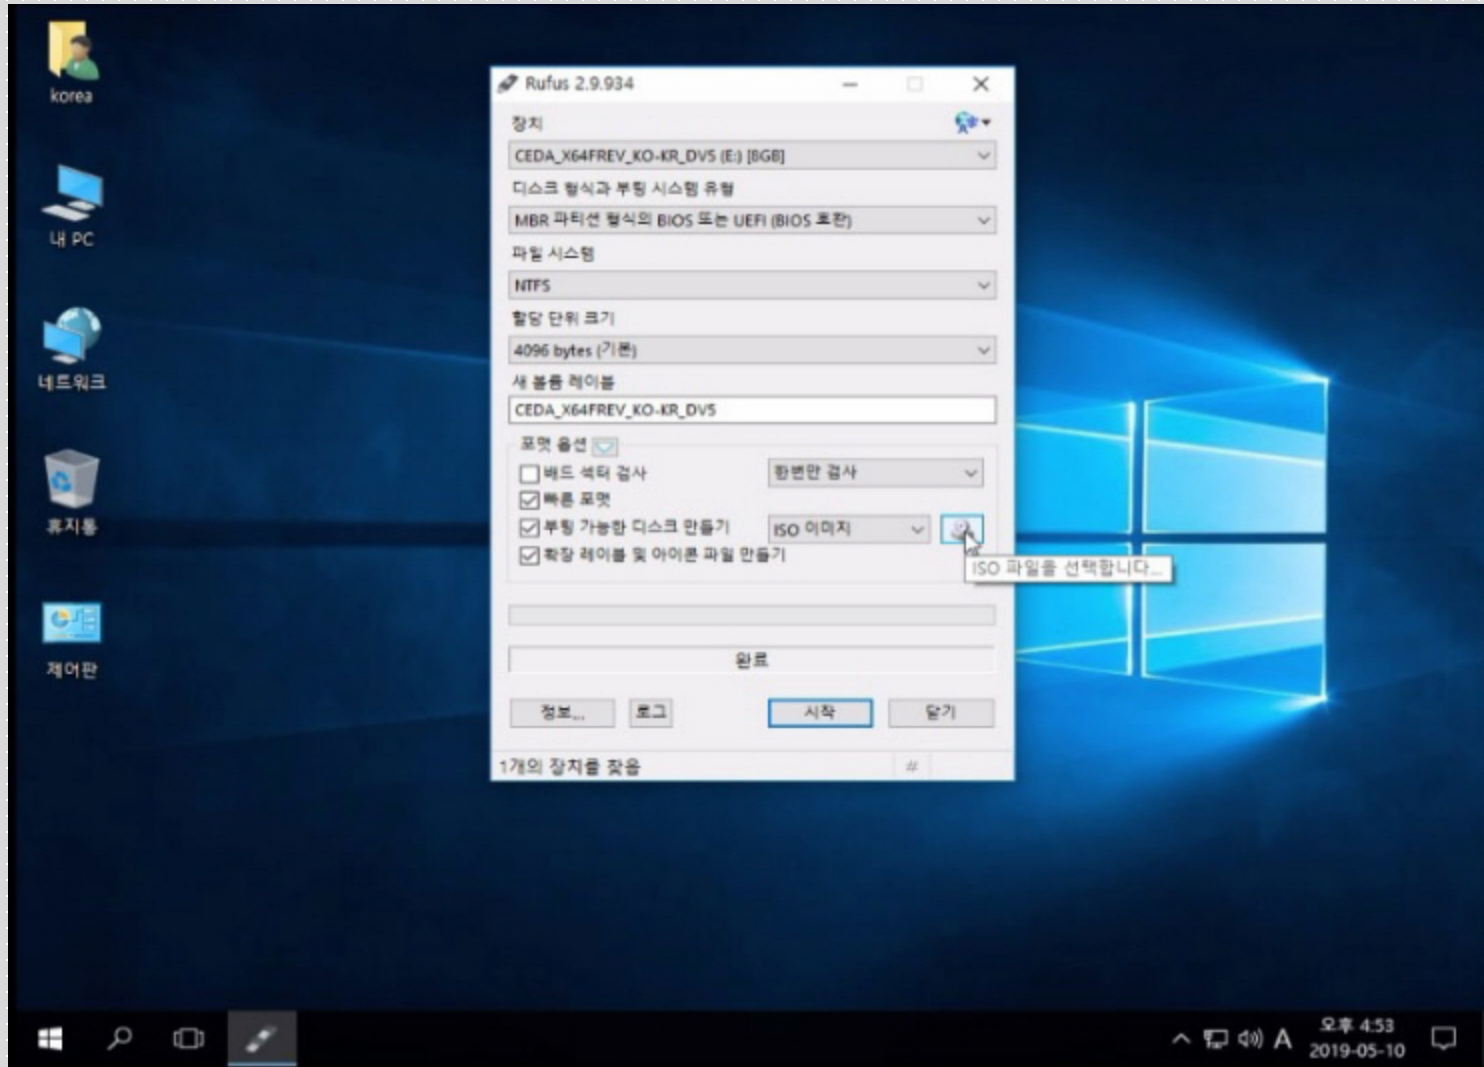 korea
내 PC
네트워크
휴지통
제어판
Rufus 2.9.934
장치
CEDA_X64FREV_KO-KR_DV5 (E:) [8GB]
디스크 형식과 부팅 시스템 유형
MBR 파티션 형식의 BIOS 또는 UEFI (BIOS 호환)
파일 시스템
NTFS
할당 단위 크기
4096 bytes (기본)
새 볼륨 레이블
CEDA_X64FREV_KO-KR_DV5
포맷 옵션
배드 섹터 검사 한번만 검사
빠른 포맷
부팅 가능한 디스크 만들기 ISO 이미지
확장 레이블 및 아이콘 파일 만들기
ISO 파일을 선택합니다...
완료
정보... 로그 시작 닫기
1개의 장치를 찾음 #
A
오후 4:53
2019-05-10